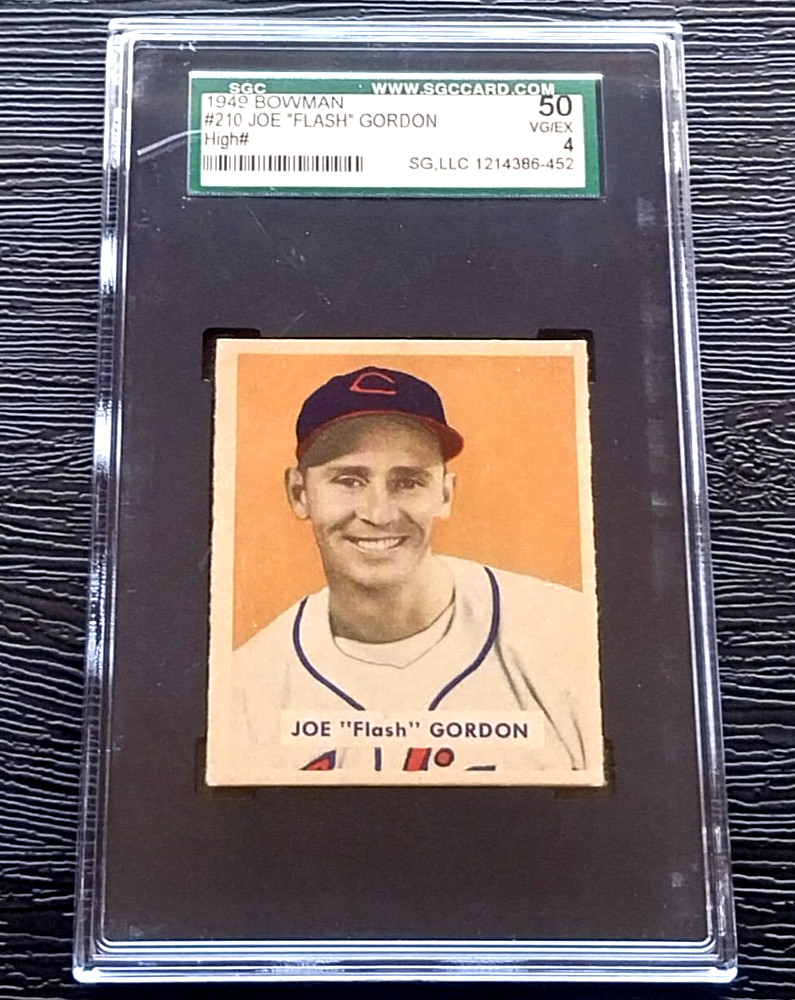 SGC WWW.SGCCARD.COM
1949 BOWMAN 50
#210 JOE "FLASH" GORDON VG/EX
High# 4
SG,LLC 1214386-452
JOE "Flash" GORDON